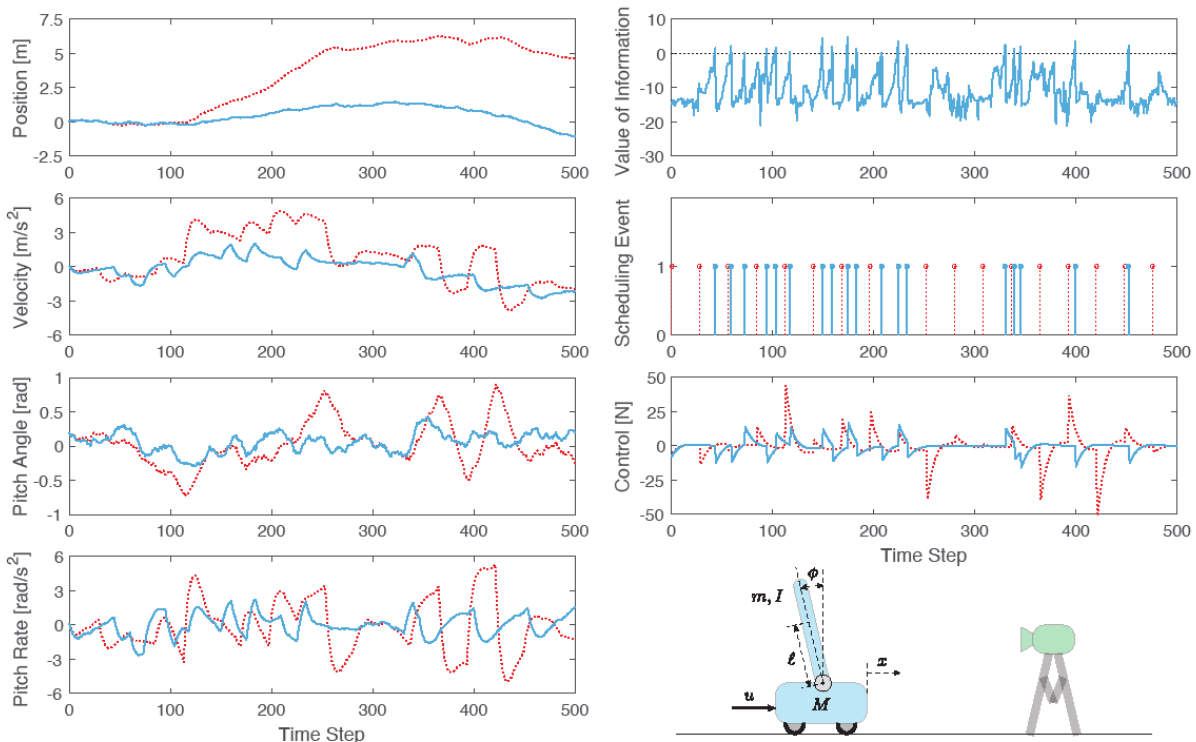 Position [m]
7.5
5
2.5
0
-2.5
0 100 200 300 400 500
Velocity [m/s²]
6
3
0
-3
-6
0 100 200 300 400 500
Pitch Angle [rad]
1
0.5
0
-0.5
-1
0 100 200 300 400 500
Pitch Rate [rad/s²]
6
3
0
-3
-6
0 100 200 300 400 500
Time Step
Value of Information
10
0
-10
-20
-30
0 100 200 300 400 500
Scheduling Event
1
0
0 100 200 300 400 500
Control [N]
50
25
0
-25
-50
0 100 200 300 400 500
Time Step
ϕ
m, I
ℓ
x
u
M